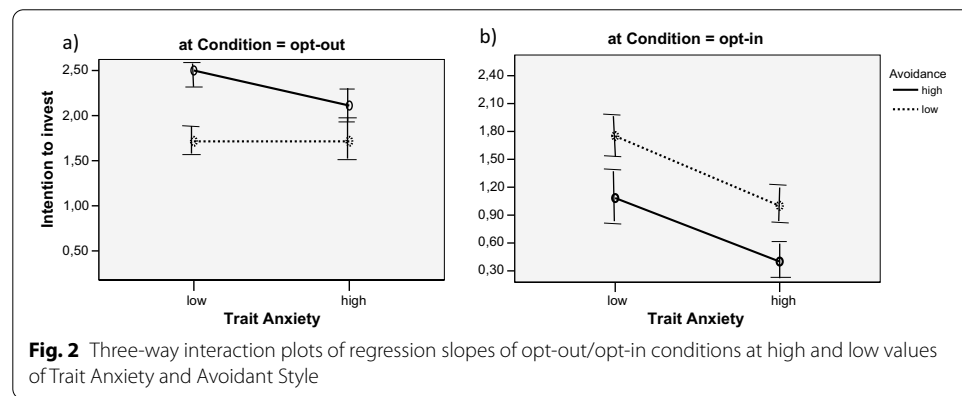 a)
at Condition = opt-out
Intention to invest
2,50
2,00
1,50
1,00
0,50
low
high
Trait Anxiety
b)
at Condition = opt-in
2,40
2,10
1,80
1,50
1,20
0,90
0,60
0,30
low
high
Trait Anxiety
Avoidance
high
low
Fig. 2 Three-way interaction plots of regression slopes of opt-out/opt-in conditions at high and low values
of Trait Anxiety and Avoidant Style